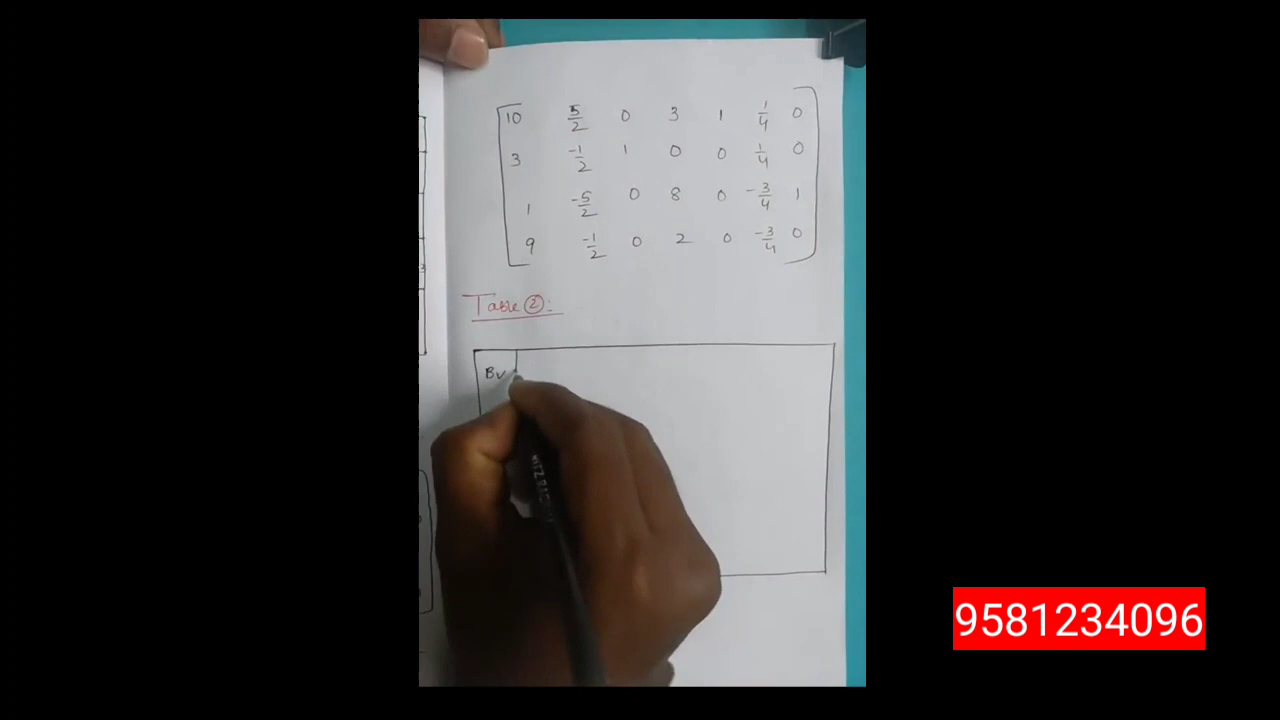 10 5/2 0 3 1 1/4 0
3 -1/2 1 0 0 1/4 0
1 -5/2 0 8 0 -3/4 1
9 -1/2 0 2 0 -3/4 0
Table ②:
BV
9581234096